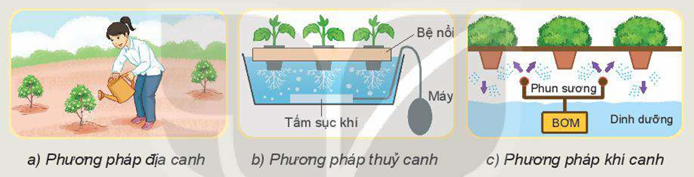 Bệ nổi
Máy
Tấm sục khí
Phun sương
BƠM
Dinh dưỡng
a) Phương pháp địa canh
b) Phương pháp thuỷ canh
c) Phương pháp khí canh